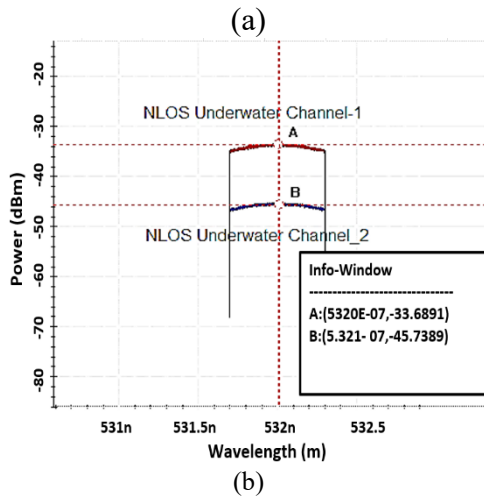 (a)
-20
-30
-40
-50
-60
-70
-80
Power (dBm)
NLOS Underwater Channel-1
A
B
NLOS Underwater Channel_2
Info-Window
------------------------------
A:(5320E-07,-33.6891)
B:(5.321- 07,-45.7389)
531n 531.5n 532n 532.5
Wavelength (m)
(b)